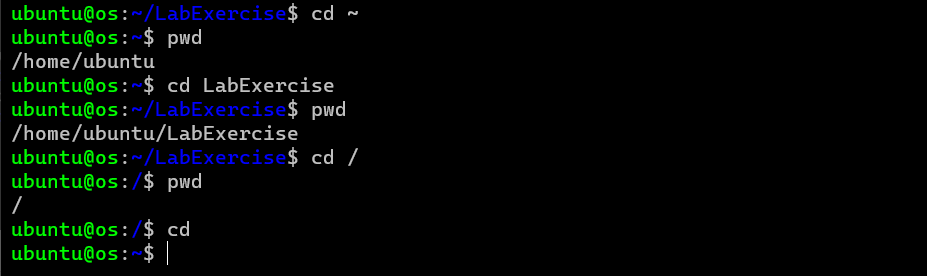 ubuntu@os:~/LabExercise$ cd ~
ubuntu@os:~$ pwd
/home/ubuntu
ubuntu@os:~$ cd LabExercise
ubuntu@os:~/LabExercise$ pwd
/home/ubuntu/LabExercise
ubuntu@os:~/LabExercise$ cd /
ubuntu@os:/$ pwd
/
ubuntu@os:/$ cd
ubuntu@os:~$